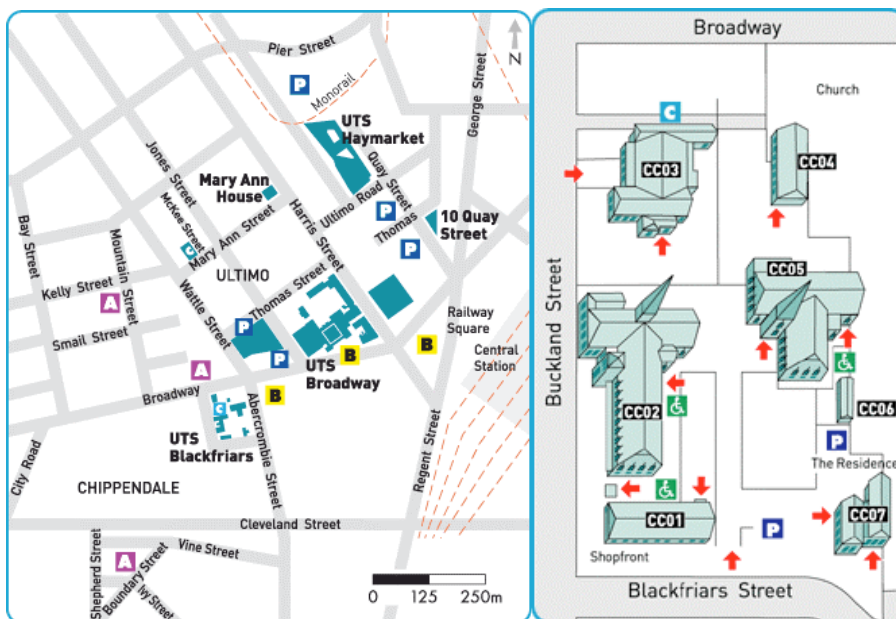 Pier Street
N
P
Monorail
George Street
UTS
Haymarket
Jones Street
Quay Street
Mary Ann
House
McKee Street
C
Mary Ann Street
Harris Street
Ultimo Road
P
Thomas
10 Quay
Street
P
Bay Street
Mountain Street
ULTIMO
Kelly Street
A
Wattle Street
Thomas Street
Small Street
P
Railway
Square
Central
Station
P
B
B
A
UTS
Broadway
Broadway
B
C
Abercrombie Street
UTS
Blackfriars
Regent Street
City Road
CHIPPENDALE
Cleveland Street
Shepherd Street
A
Vine Street
Boundary Street
Ivy Street
0 125 250m
Broadway
Church
C
CC03
CC04
Buckland Street
CC05
CC02
CC06
P
The Residence
CC01
CC07
P
Shopfront
Blackfriars Street